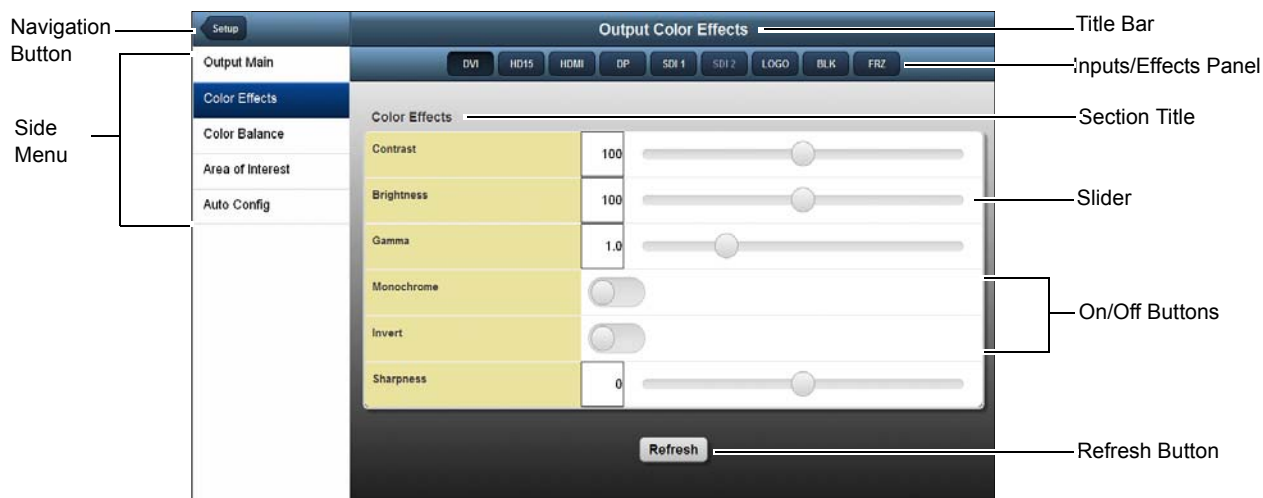 Navigation
Button
Setup
Output Color Effects
Title Bar
Output Main
DVI HD15 HDMI DP SDI 1 SDI 2 LOGO BLK FRZ
Inputs/Effects Panel
Side
Menu
Color Effects
Color Balance
Area of Interest
Auto Config
Color Effects
Section Title
Contrast 100
Brightness 100
Slider
Gamma 1.0
Monochrome
On/Off Buttons
Invert
Sharpness 0
Refresh
Refresh Button